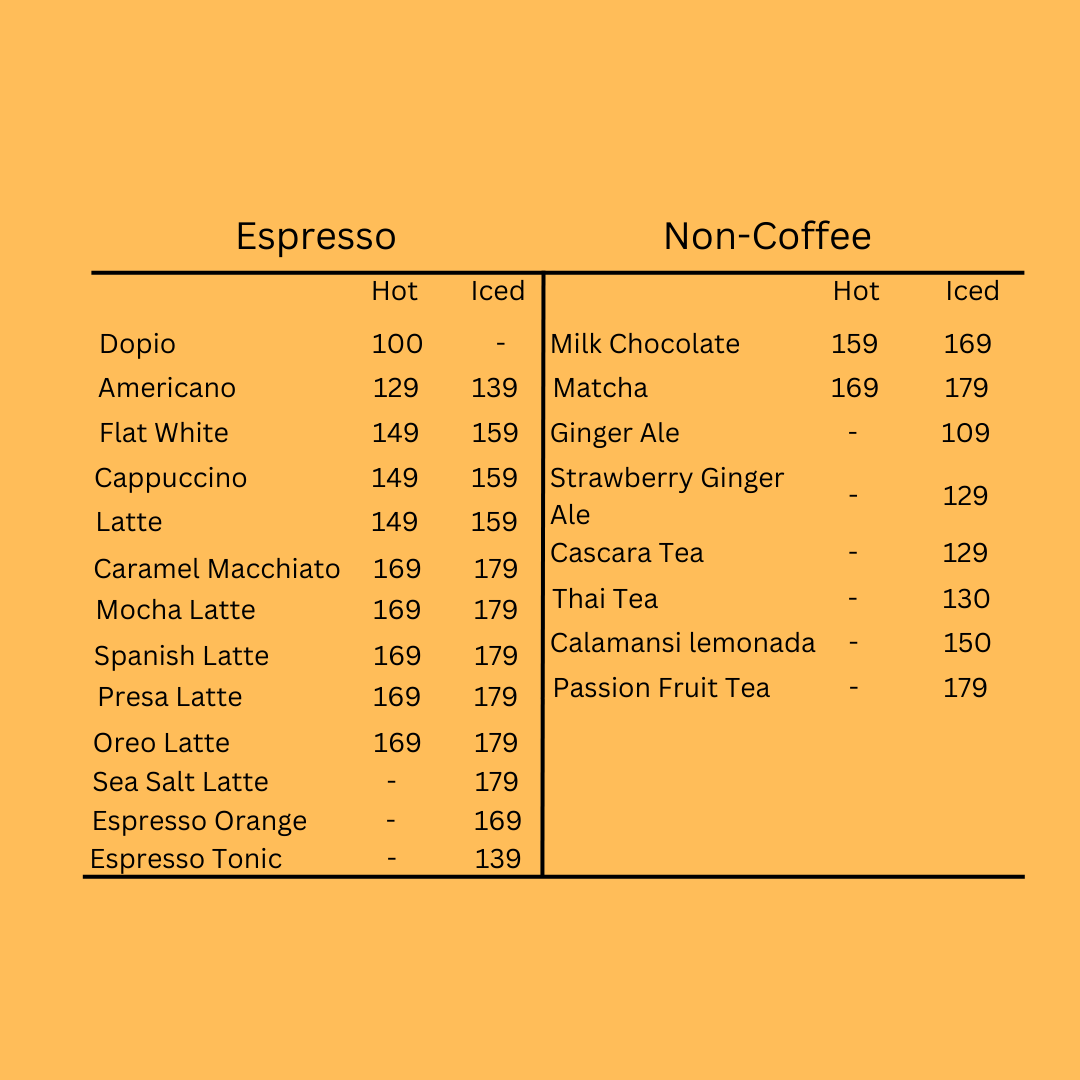 Espresso
Hot Iced
Dopio 100 -
Americano 129 139
Flat White 149 159
Cappuccino 149 159
Latte 149 159
Caramel Macchiato 169 179
Mocha Latte 169 179
Spanish Latte 169 179
Presa Latte 169 179
Oreo Latte 169 179
Sea Salt Latte - 179
Espresso Orange - 169
Espresso Tonic - 139
Non-Coffee
Hot Iced
Milk Chocolate 159 169
Matcha 169 179
Ginger Ale - 109
Strawberry Ginger
Ale - 129
Cascara Tea - 129
Thai Tea - 130
Calamansi lemonada - 150
Passion Fruit Tea - 179